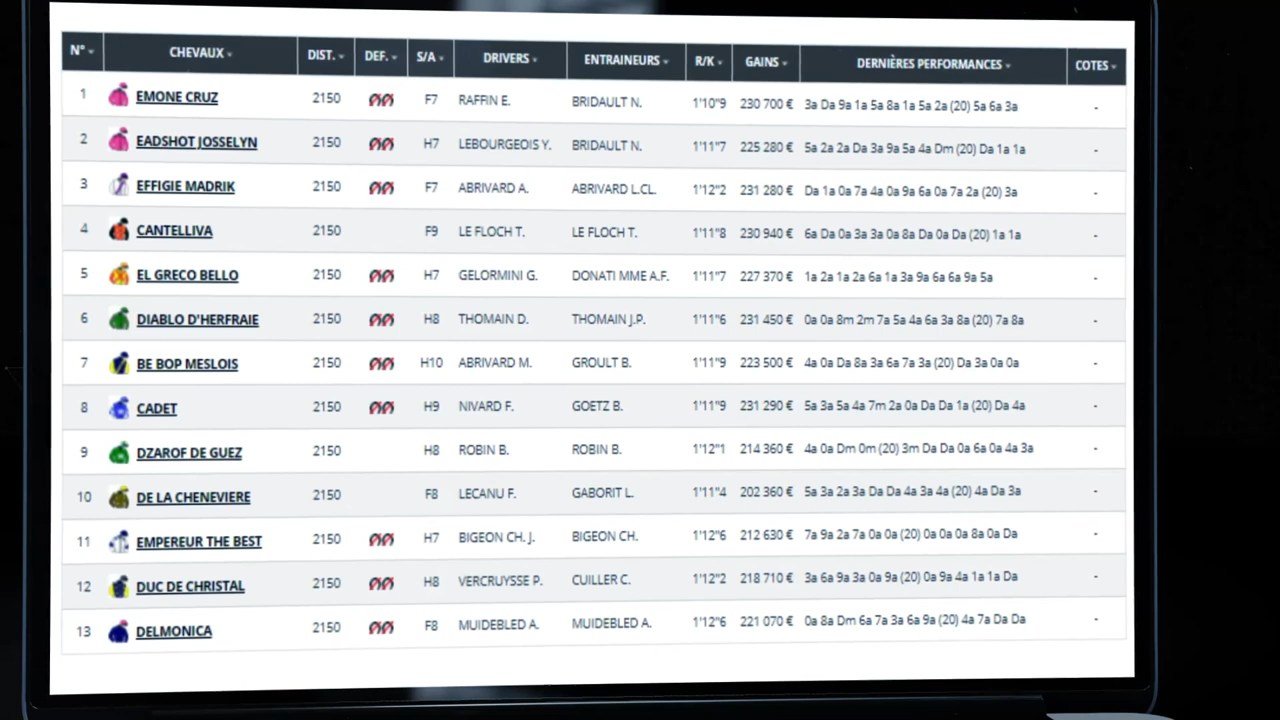 N° CHEVAUX DIST. DEF. S/A DRIVERS ENTRAINEURS R/K GAINS DERNIÈRES PERFORMANCES COTES
1 EMONE CRUZ 2150 F7 RAFFIN E. BRIDAULT N. 1'10"9 230 700 € 3a Da 9a 1a 5a 8a 1a 5a 2a (20) 5a 6a 3a -
2 EADSHOT JOSSELYN 2150 H7 LEBOURGEOIS Y. BRIDAULT N. 1'11"7 225 280 € 5a 2a 2a Da 3a 9a 5a 4a Dm (20) Da 1a 1a -
3 EFFIGIE MADRIK 2150 F7 ABRIVARD A. ABRIVARD L.CL. 1'12"2 231 280 € Da 1a 0a 7a 4a 0a 9a 6a 0a 7a 2a (20) 3a -
4 CANTELLIVA 2150 F9 LE FLOCH T. LE FLOCH T. 1'11"8 230 940 € 6a Da 0a 3a 3a 0a 8a Da 0a Da (20) 1a 1a -
5 EL GRECO BELLO 2150 H7 GELORMINI G. DONATI MME A.F. 1'11"7 227 370 € 1a 2a 1a 2a 6a 1a 3a 9a 6a 6a 9a 5a -
6 DIABLO D'HERFRAIE 2150 H8 THOMAIN D. THOMAIN J.P. 1'11"6 231 450 € 0a 0a 8m 2m 7a 5a 4a 6a 3a 8a (20) 7a 8a -
7 BE BOP MESLOIS 2150 H10 ABRIVARD M. GROULT B. 1'11"9 223 500 € 4a 0a Da 8a 3a 6a 7a 3a (20) Da 3a 0a 0a -
8 CADET 2150 H9 NIVARD F. GOETZ B. 1'11"9 231 290 € 5a 3a 5a 4a 7m 2a 0a Da Da 1a (20) Da 4a -
9 DZAROF DE GUEZ 2150 H8 ROBIN B. ROBIN B. 1'12"1 214 360 € 4a 0a Dm 0m (20) 3m Da Da 0a 6a 0a 4a 3a -
10 DE LA CHENEVIERE 2150 F8 LECANU F. GABORIT L. 1'11"4 202 360 € 5a 3a 2a 3a Da Da 4a 3a 4a (20) 4a Da 3a -
11 EMPEREUR THE BEST 2150 H7 BIGEON CH. J. BIGEON CH. 1'12"6 212 630 € 7a 9a 2a 7a 0a 0a (20) 0a 0a 0a 8a 0a Da -
12 DUC DE CHRISTAL 2150 H8 VERCRUYSSE P. CUILLER C. 1'12"2 218 710 € 3a 6a 9a 3a 0a 9a (20) 0a 9a 4a 1a 1a Da -
13 DELMONICA 2150 F8 MUIDEBLED A. MUIDEBLED A. 1'12"6 221 070 € 0a 8a Dm 6a 7a 3a 6a 9a (20) 4a 7a Da Da -